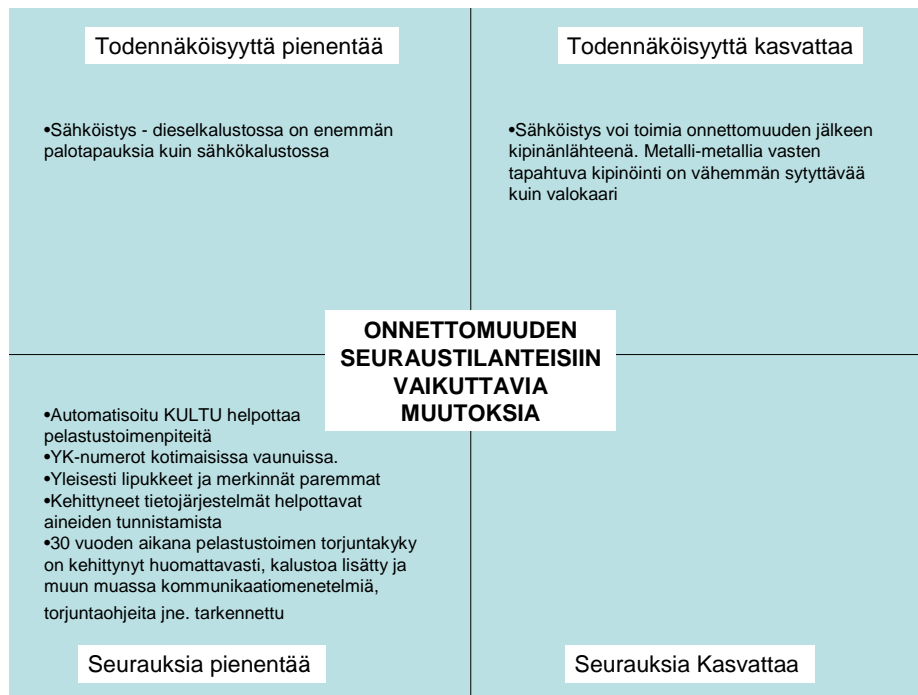 Todennäköisyyttä pienentää
Todennäköisyyttä kasvattaa
•Sähköistys - dieselkalustossa on enemmän
palotapauksia kuin sähkökalustossa
•Sähköistys voi toimia onnettomuuden jälkeen
kipinänlähteenä. Metalli-metallia vasten
tapahtuva kipinöinti on vähemmän sytyttävää
kuin valokaari
ONNETTOMUUDEN
SEURAUSTILANTEISIIN
VAIKUTTAVIA
MUUTOKSIA
•Automatisoitu KULTU helpottaa
pelastustoimenpiteitä
•YK-numerot kotimaisissa vaunuissa.
•Yleisesti lipukkeet ja merkinnät paremmat
•Kehittyneet tietojärjestelmät helpottavat
aineiden tunnistamista
•30 vuoden aikana pelastustoimen torjuntakyky
on kehittynyt huomattavasti, kalustoa lisätty ja
muun muassa kommunikaatiomenetelmiä,
torjuntaohjeita jne. tarkennettu
Seurauksia pienentää
Seurauksia Kasvattaa